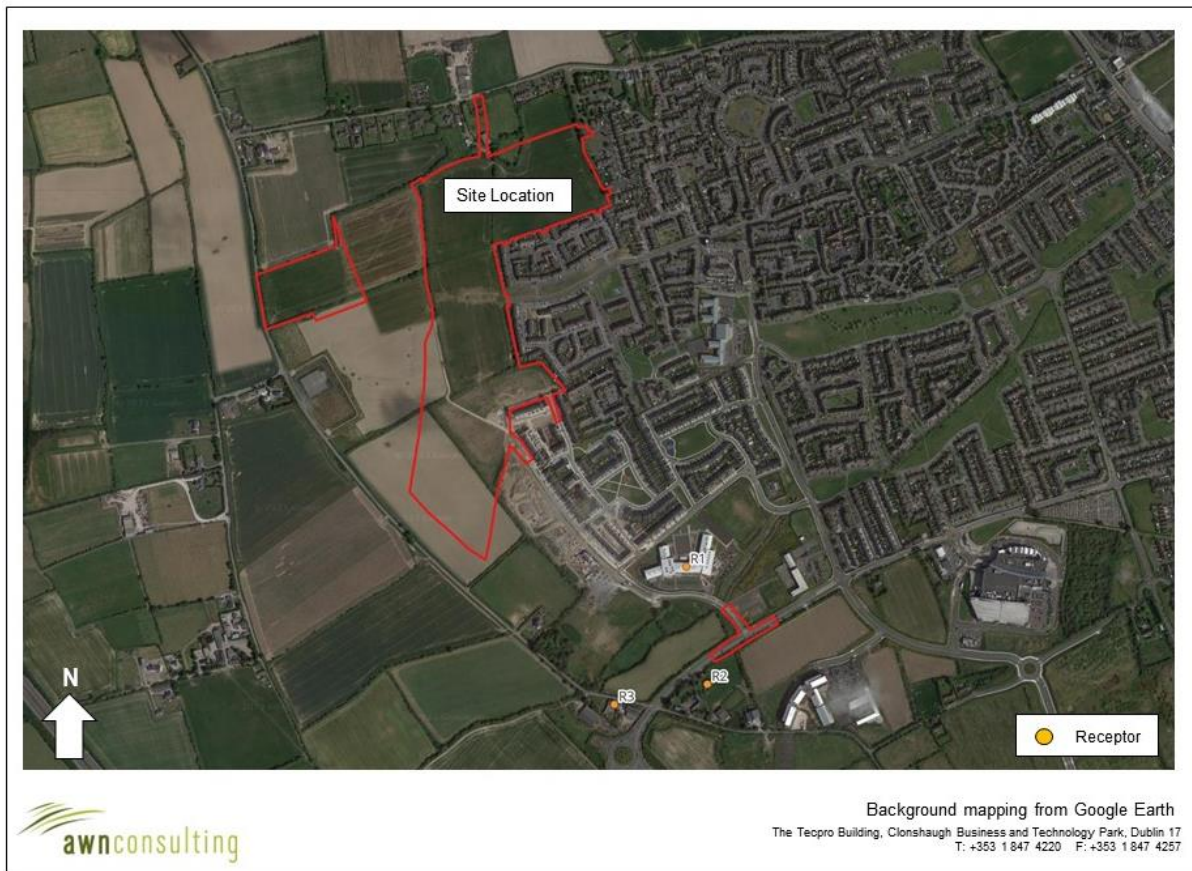 Site Location
R1
R2
R3
N
Receptor
awnconsulting
Background mapping from Google Earth
The Tecpro Building, Clonshaugh Business and Technology Park, Dublin 17
T: +353 1 847 4220 F: +353 1 847 4257